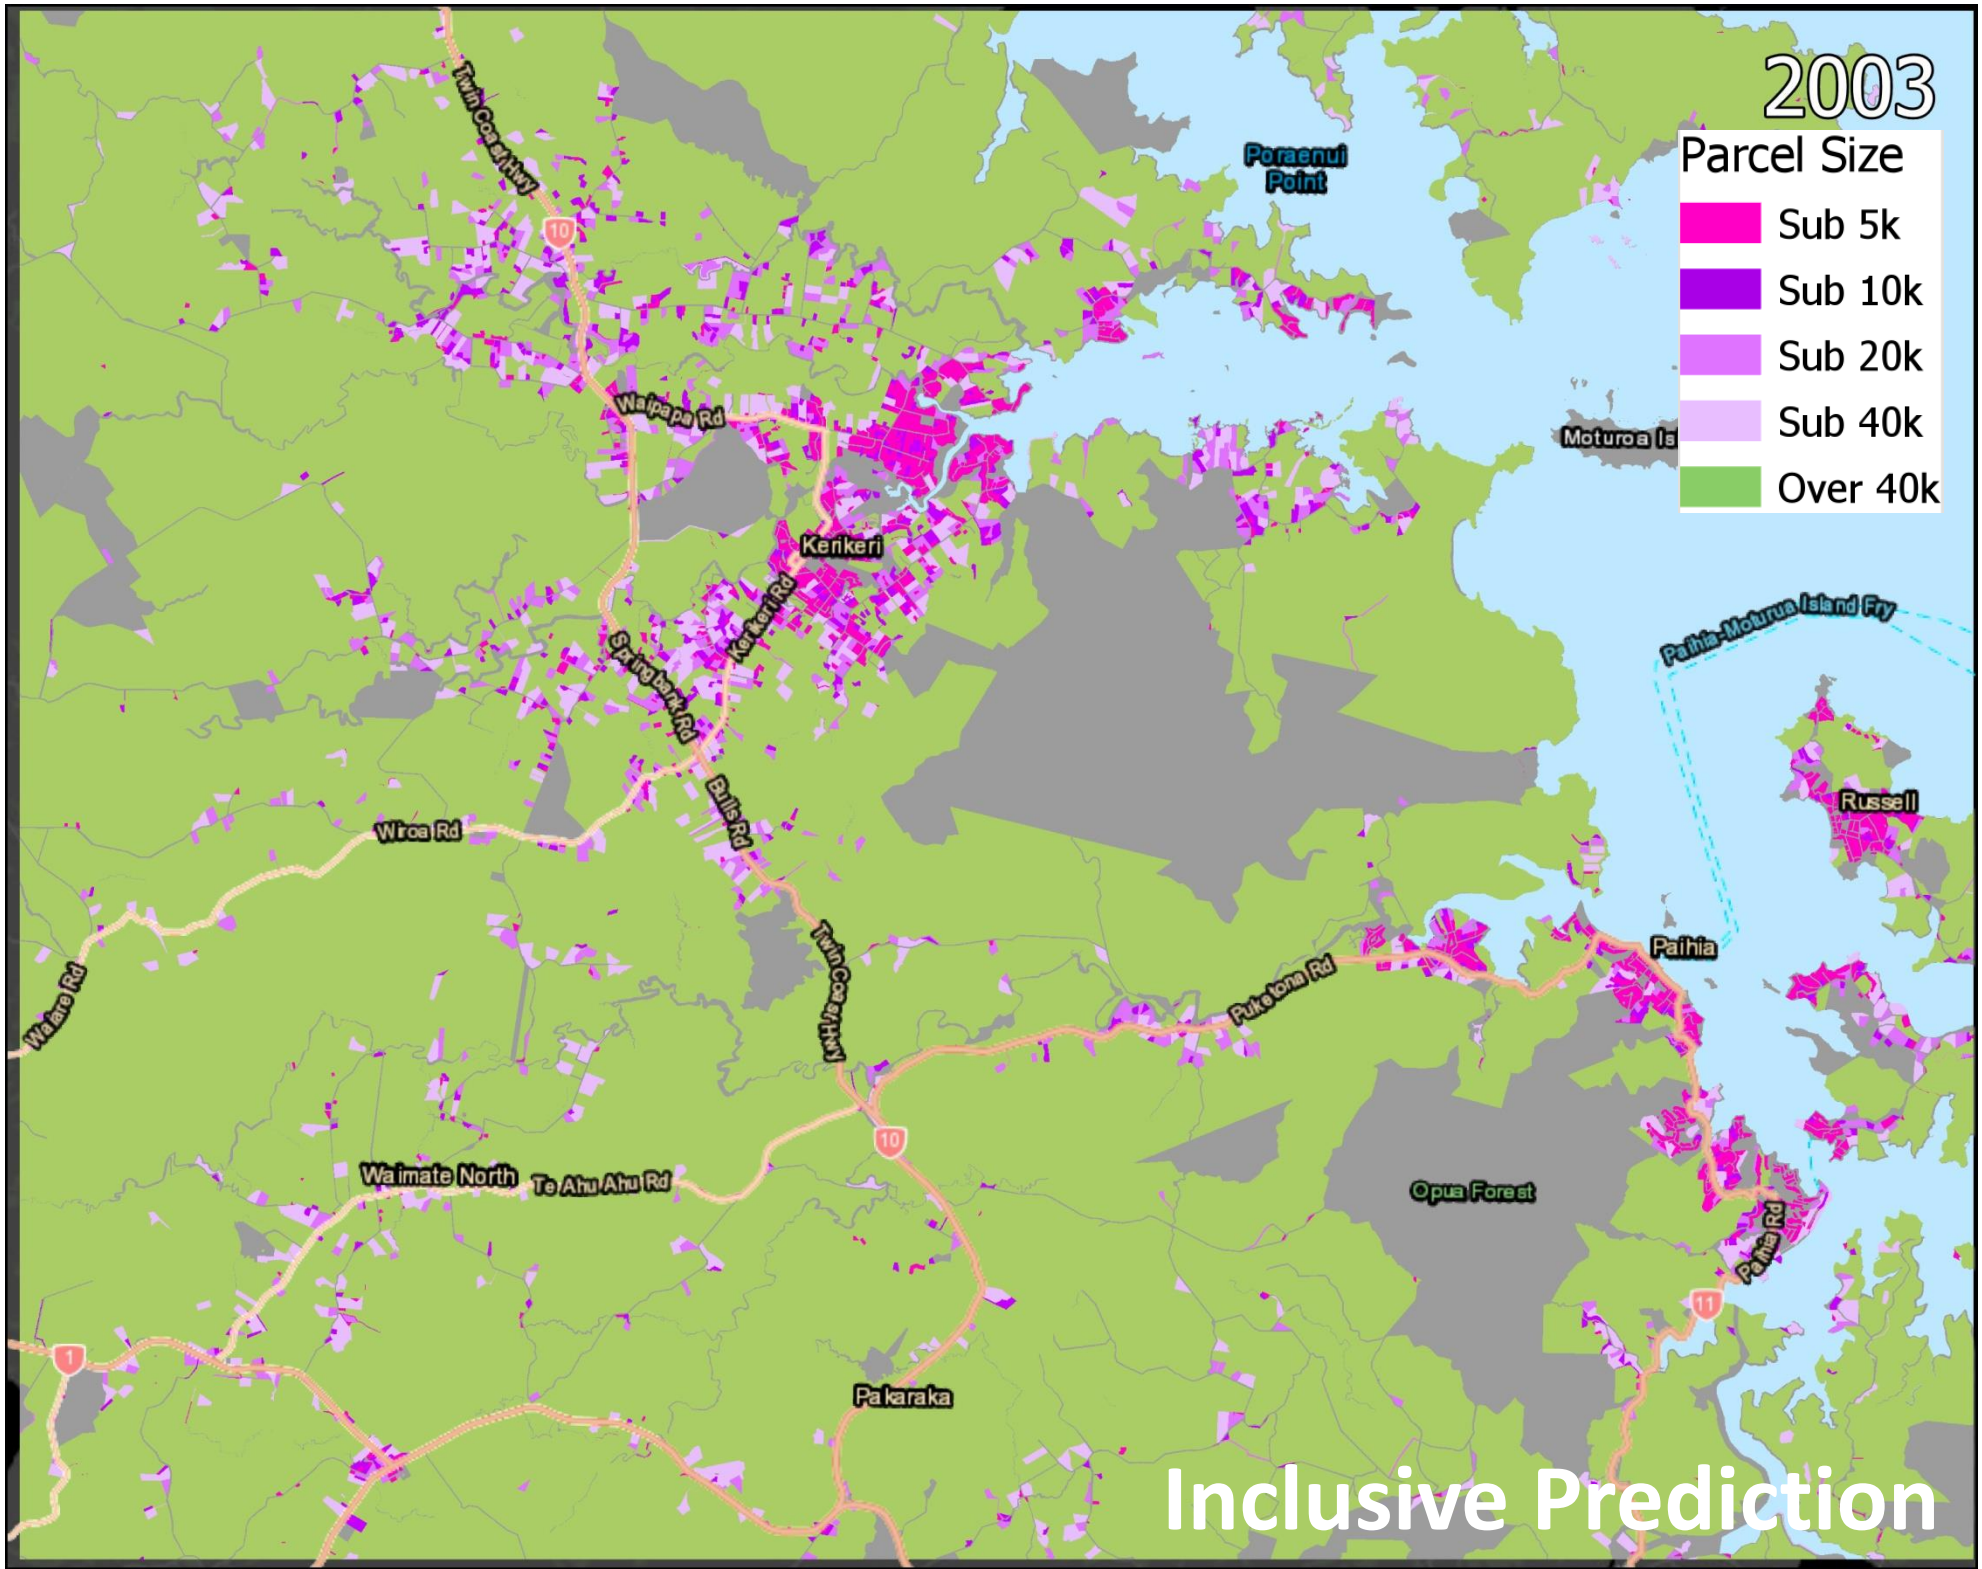 2003
Parcel Size
Sub 5k
Sub 10k
Sub 20k
Sub 40k
Over 40k
Twin Coast Hwy
10
Poraenui
Point
Waipapa Rd
Moturoa Is
Kerikeri
Kerikeri Rd
Springbank Rd
Paihia-Moturua Island Fry
Bulls Rd
Russell
Wiroa Rd
Twin Coast Hwy
Paihia
Puketona Rd
Waiare Rd
10
Waimate North
Te Ahu Ahu Rd
Opua Forest
Paihia Rd
11
1
Pakaraka
Inclusive Prediction